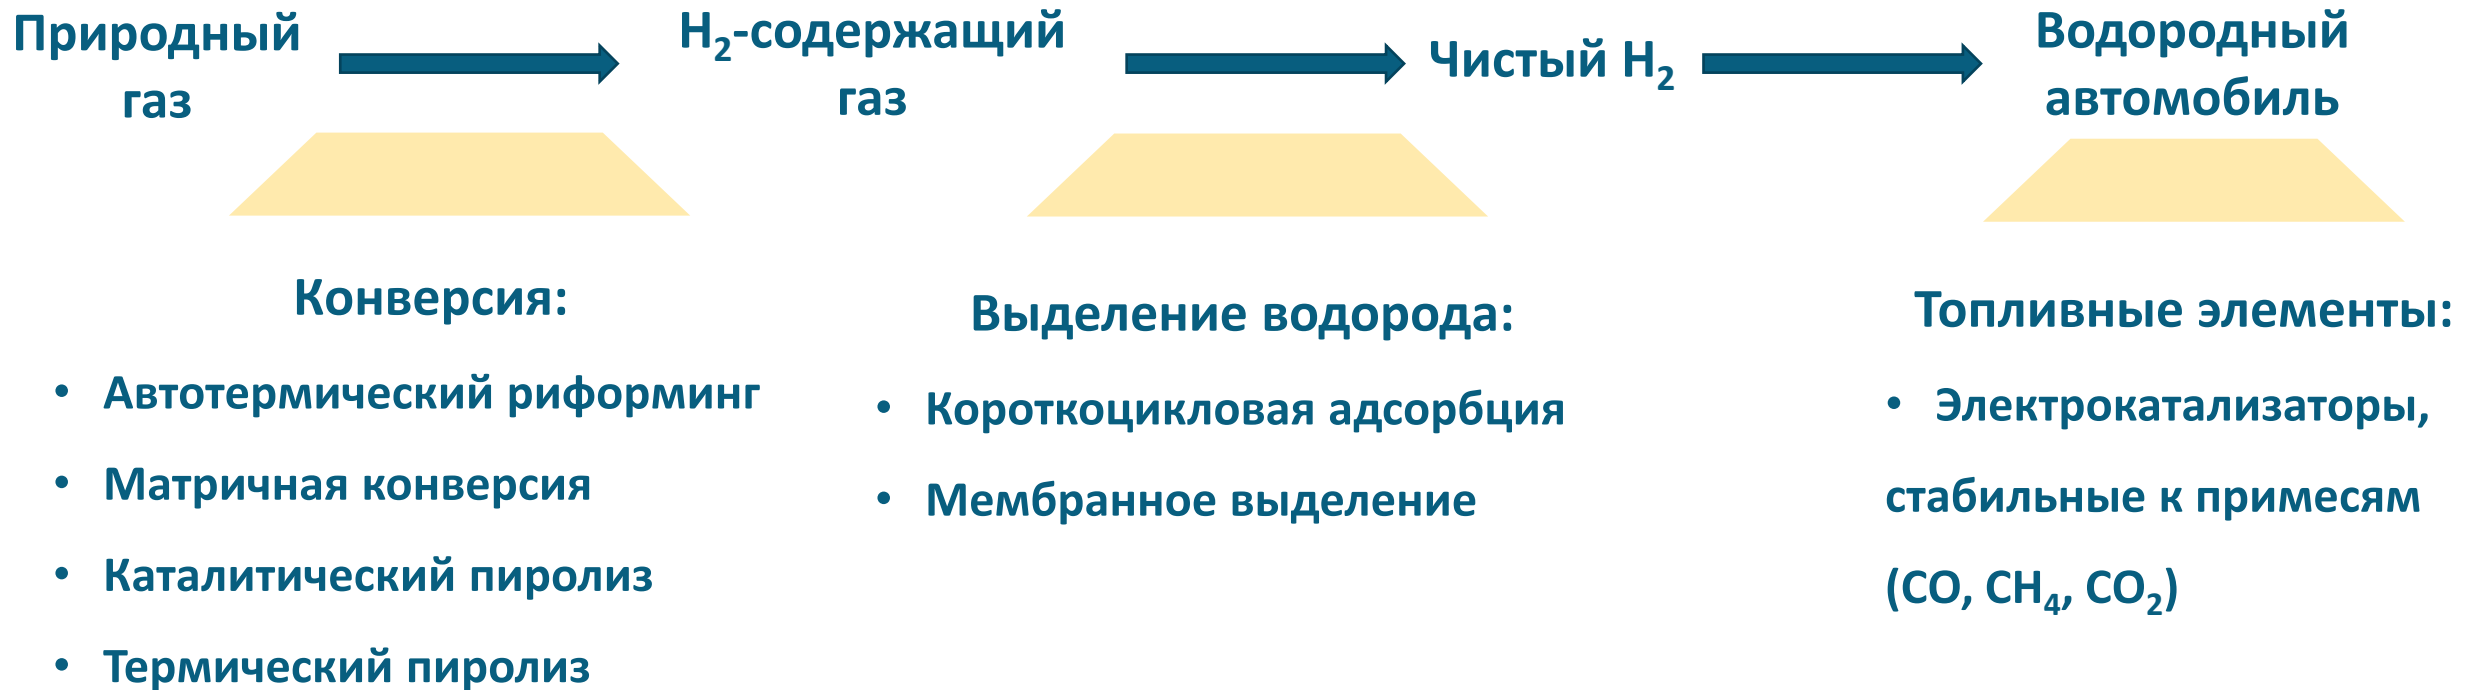 Природный
газ
H₂-содержащий
газ
Чистый H₂
Водородный
автомобиль
Конверсия:
• Автотермический риформинг
• Матричная конверсия
• Каталитический пиролиз
• Термический пиролиз
Выделение водорода:
• Короткоцикловая адсорбция
• Мембранное выделение
Топливные элементы:
• Электрокатализаторы,
стабильные к примесям
(CO, CH₄, CO₂)